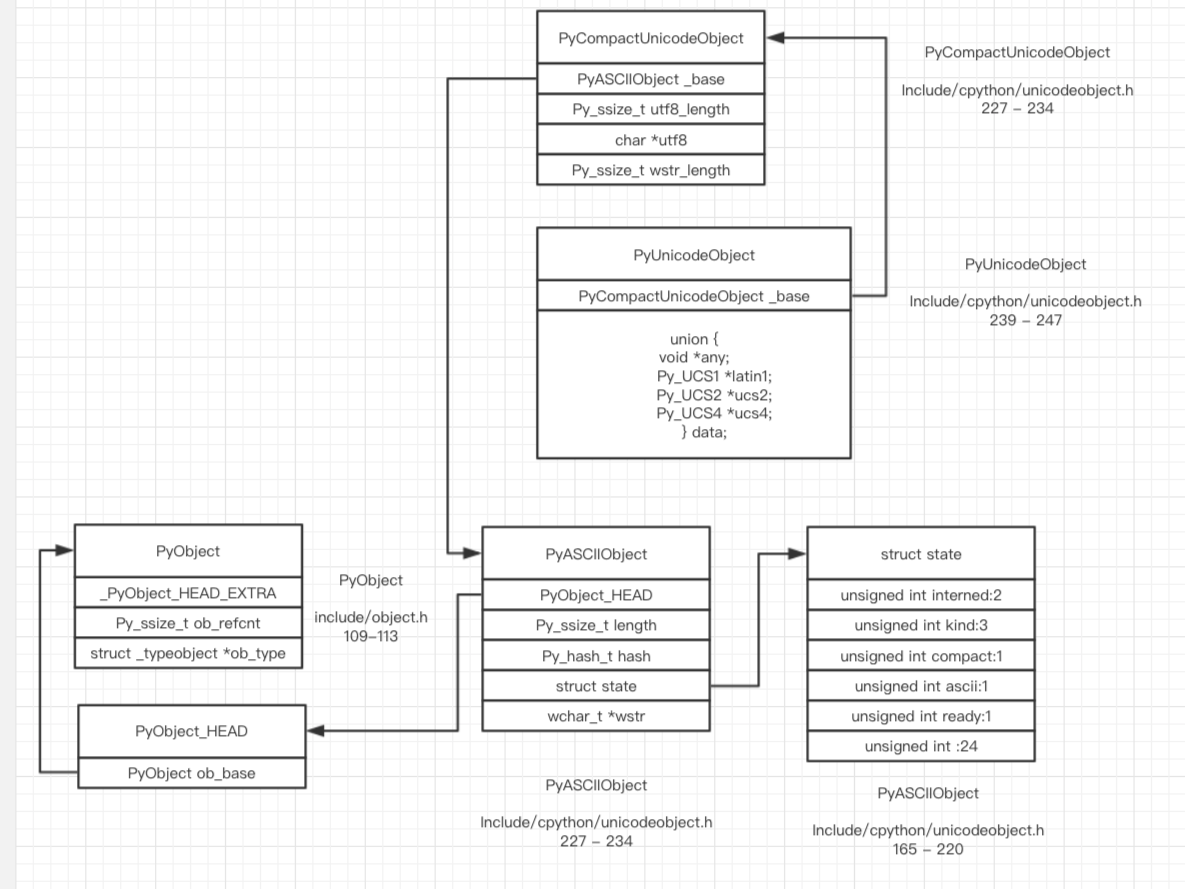 PyCompactUnicodeObject
PyASCIIObject _base
Py_ssize_t utf8_length
char *utf8
Py_ssize_t wstr_length
PyCompactUnicodeObject
Include/cpython/unicodeobject.h
227 – 234
PyUnicodeObject
PyCompactUnicodeObject _base
union {
void *any;
Py_UCS1 *latin1;
Py_UCS2 *ucs2;
Py_UCS4 *ucs4;
} data;
PyUnicodeObject
Include/cpython/unicodeobject.h
239 – 247
PyObject
_PyObject_HEAD_EXTRA
Py_ssize_t ob_refcnt
struct _typeobject *ob_type
PyObject
include/object.h
109–113
PyObject_HEAD
PyObject ob_base
PyASCIIObject
PyObject_HEAD
Py_ssize_t length
Py_hash_t hash
struct state
wchar_t *wstr
PyASCIIObject
Include/cpython/unicodeobject.h
227 – 234
struct state
unsigned int interned:2
unsigned int kind:3
unsigned int compact:1
unsigned int ascii:1
unsigned int ready:1
unsigned int :24
PyASCIIObject
Include/cpython/unicodeobject.h
165 – 220